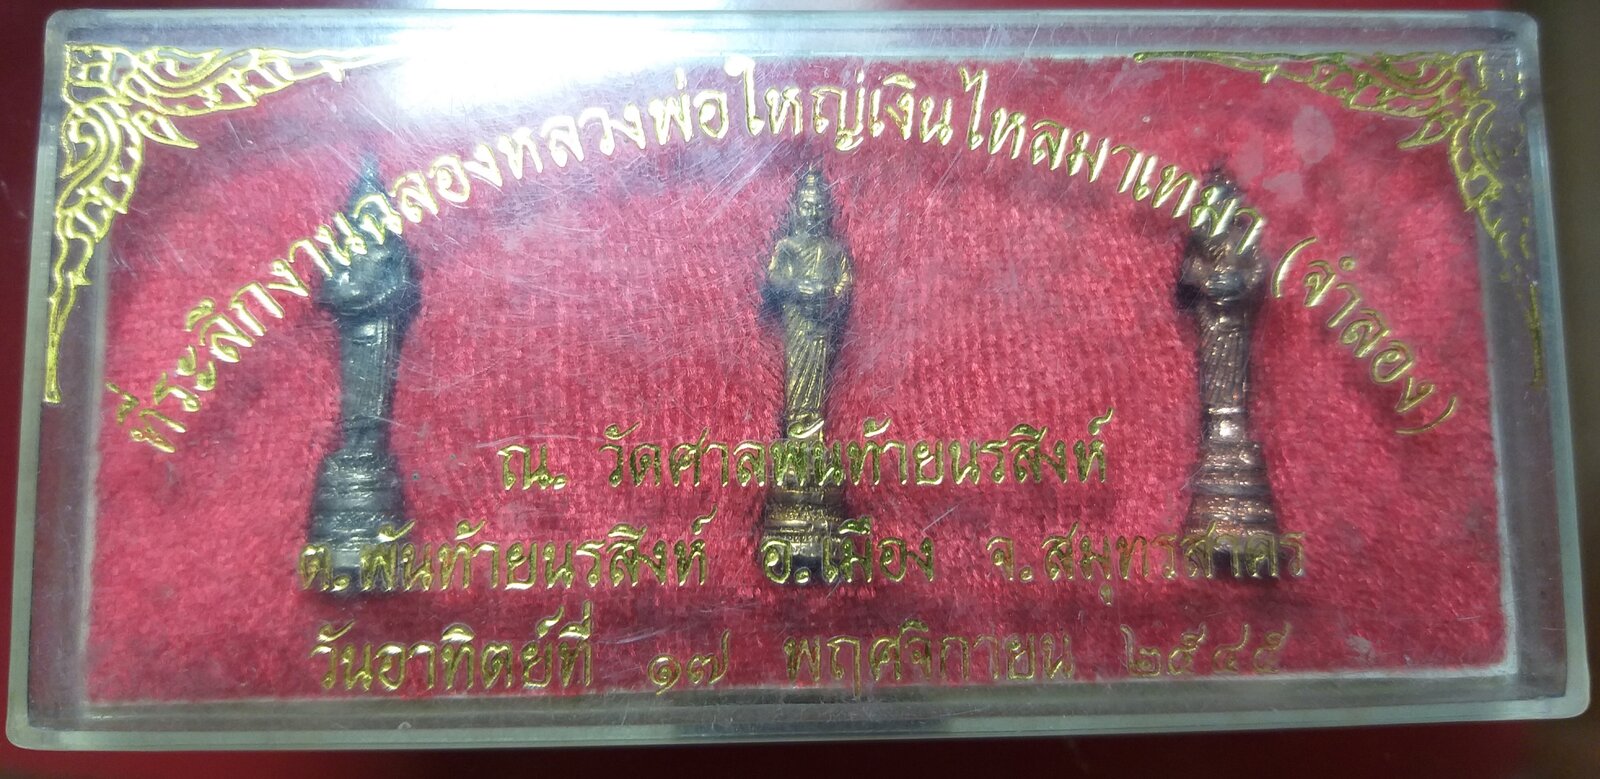 ที่ระลึกงานฉลองหลวงพ่อใหญ่เงินไหลมาเทมา (จำลอง)
ณ. วัดศาลพันท้ายนรสิงห์
ต.พันท้ายนรสิงห์ อ.เมือง จ.สมุทรสาคร
วันอาทิตย์ที่ ๑๗ พฤศจิกายน ๒๕๔๕